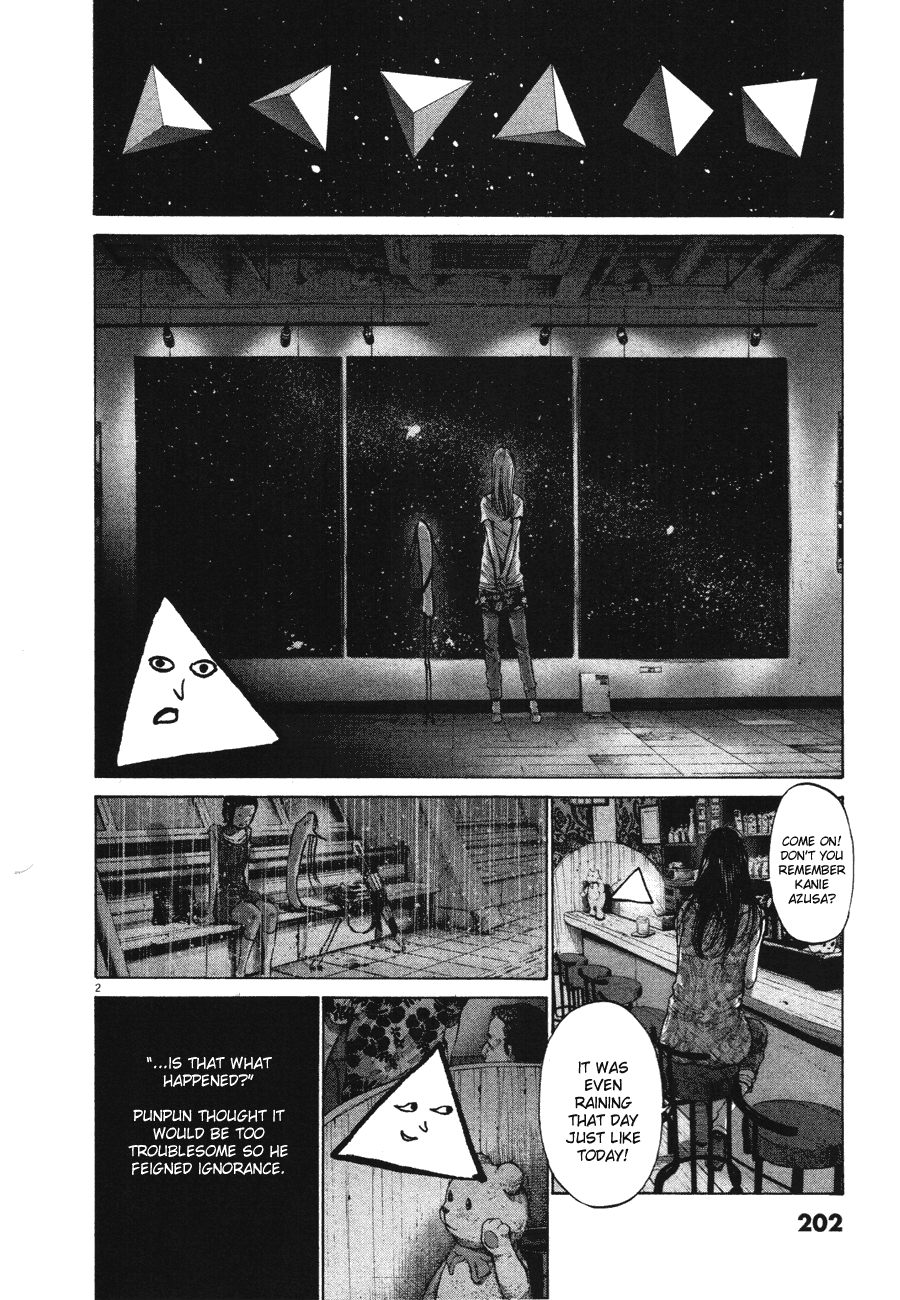 COME ON!
DON'T YOU
REMEMBER
KANIE
AZUSA?
IT WAS
EVEN
RAINING
THAT DAY
JUST LIKE
TODAY!
2
"...IS THAT WHAT
HAPPENED?"
PUNPUN THOUGHT IT
WOULD BE TOO
TROUBLESOME SO HE
FEIGNED IGNORANCE.
202